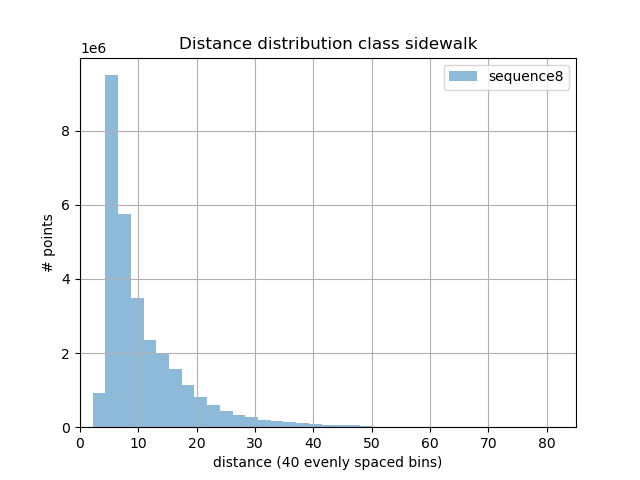 Distance distribution class sidewalk
1e6
sequence8
8
6
4
2
0
# points
0 10 20 30 40 50 60 70 80
distance (40 evenly spaced bins)